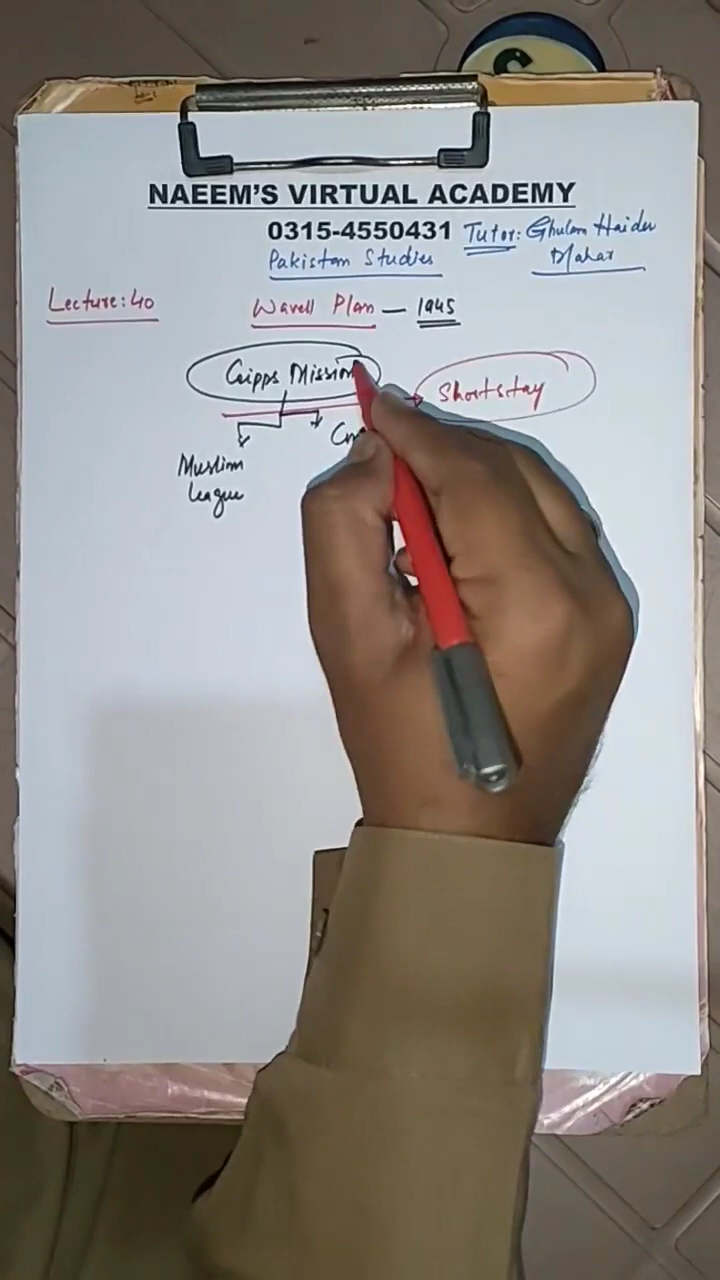 NAEEM'S VIRTUAL ACADEMY
0315-4550431 Tutor: Ghulam Haider Mahar
Pakistan Studies
Lecture: 40
Wavell Plan — 1945
Cripps Mission
Shortstay
Muslim
League